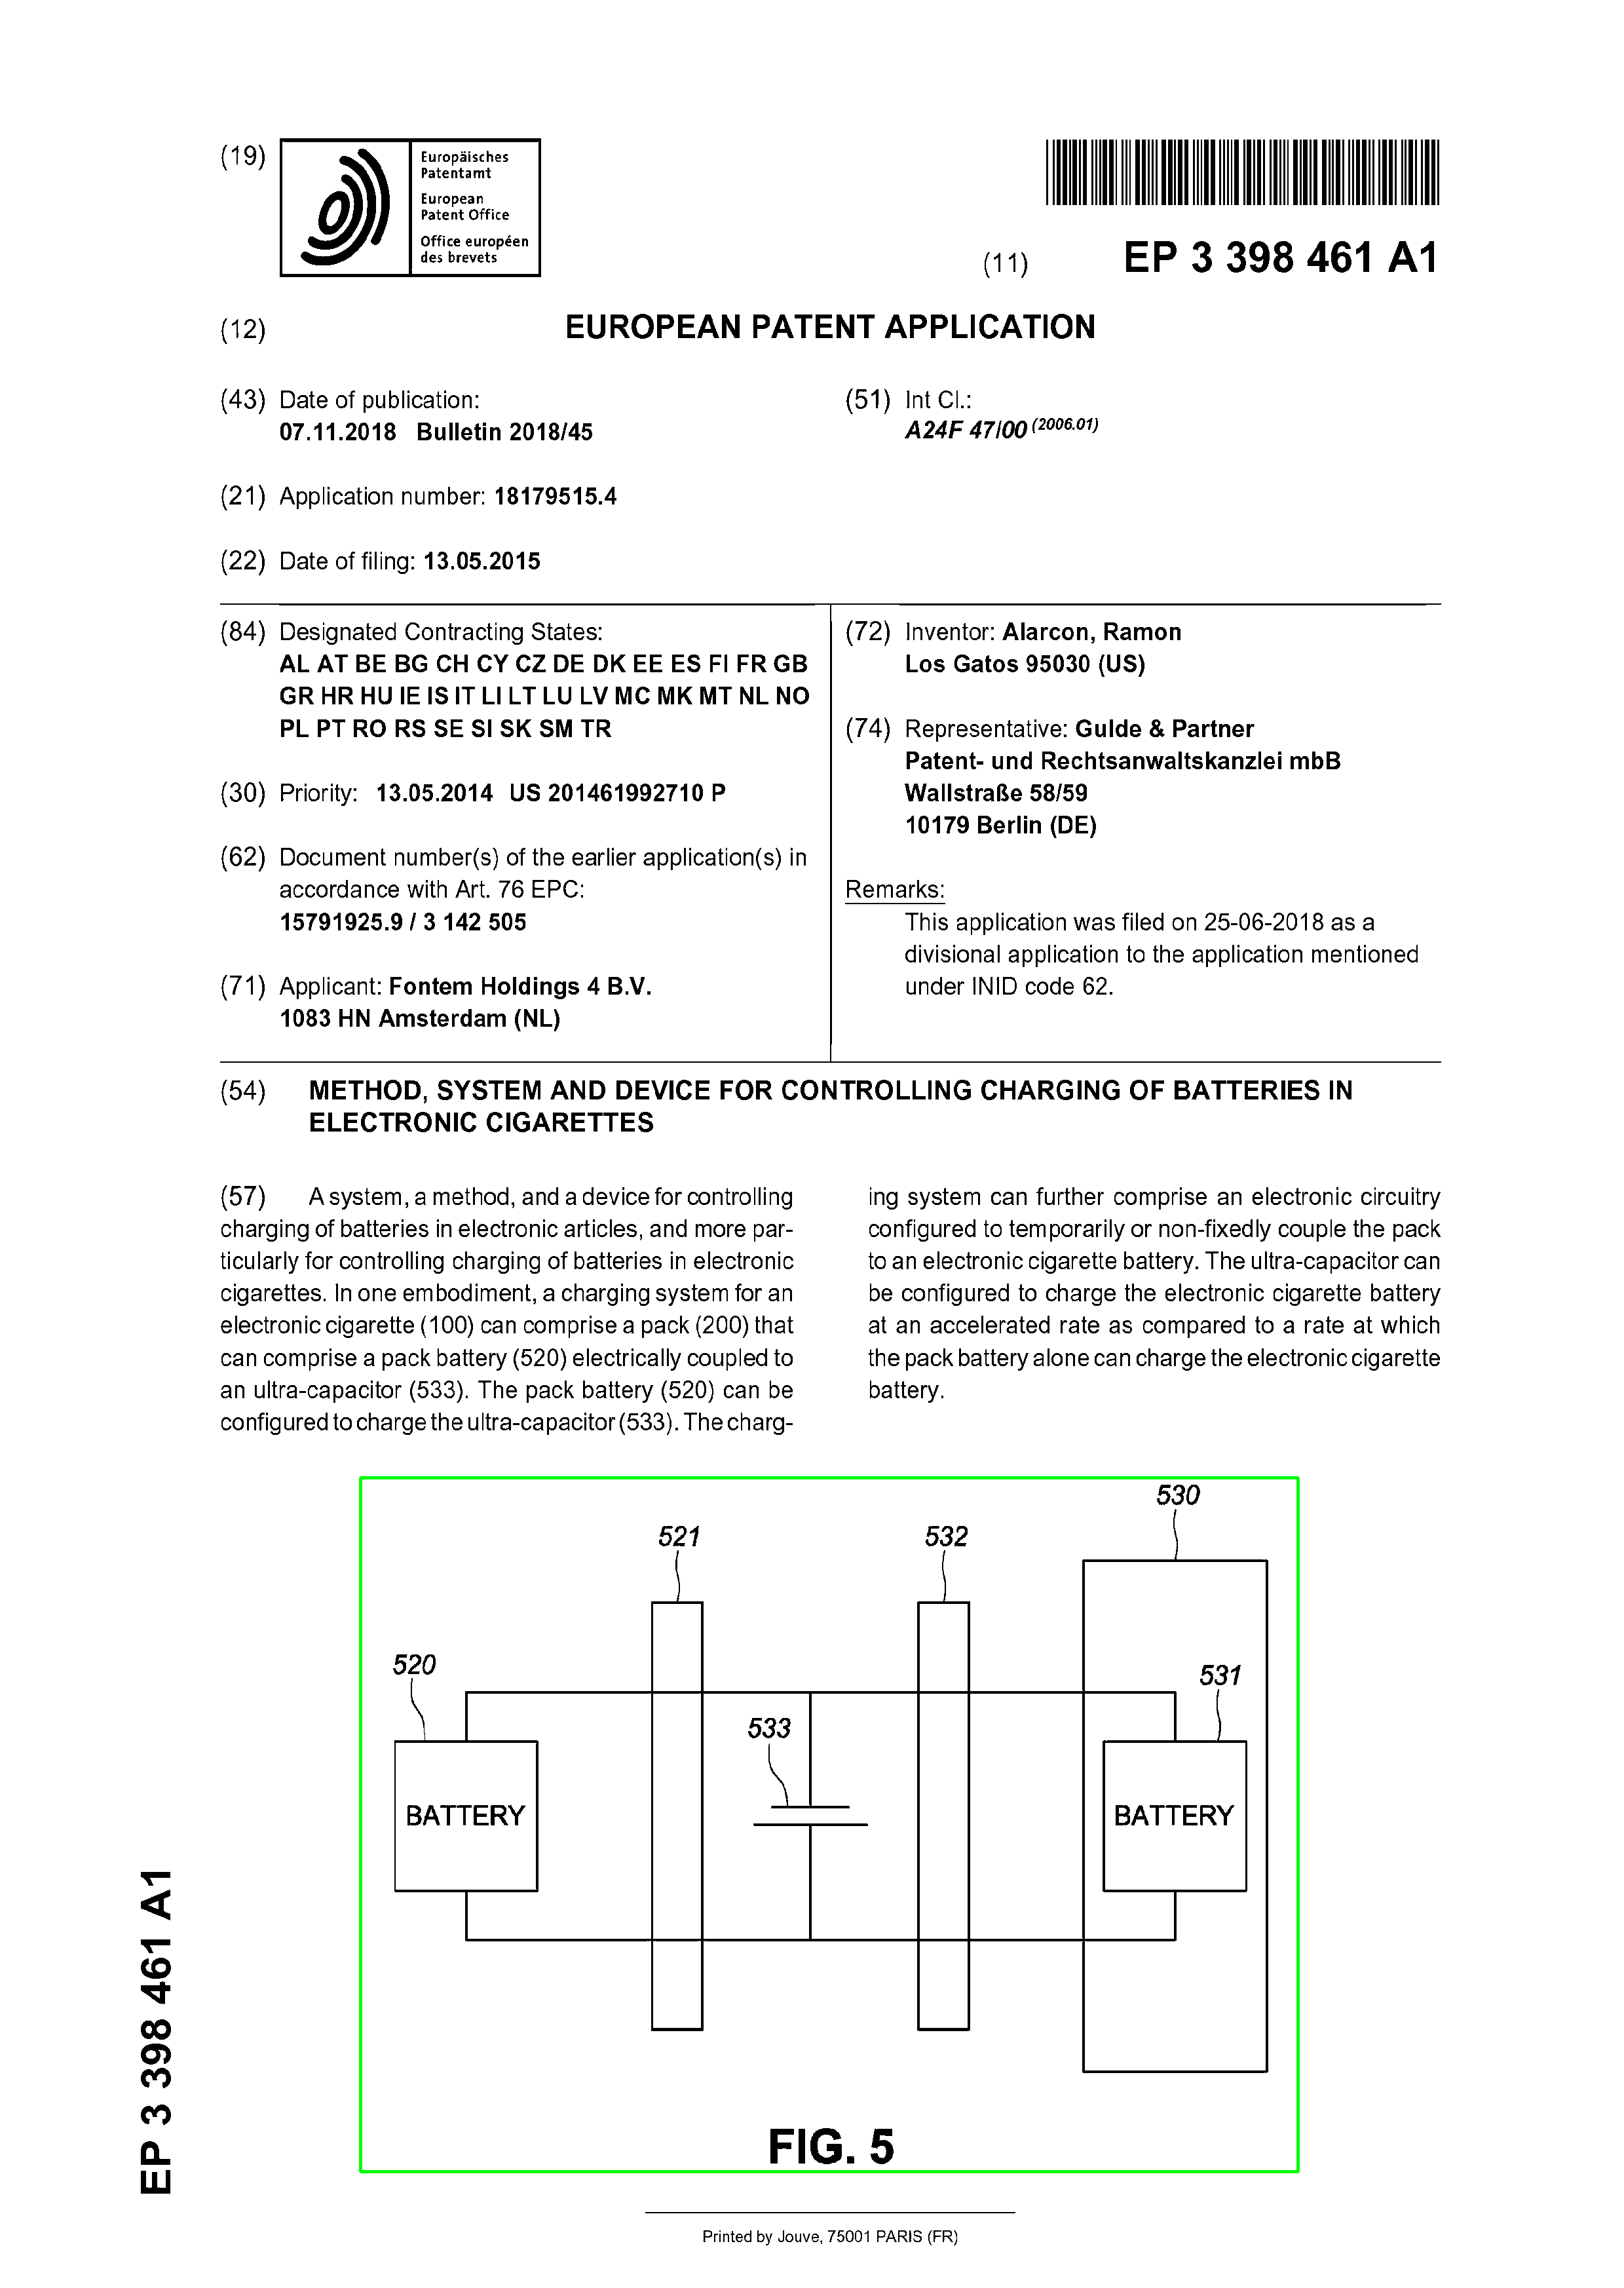 (19)
Europäisches
Patentamt
European
Patent Office
Office européen
des brevets
(11) EP 3 398 461 A1
(12) EUROPEAN PATENT APPLICATION
(43) Date of publication:
07.11.2018 Bulletin 2018/45
(51) Int Cl.:
A24F 47/00 (2006.01)
(21) Application number: 18179515.4
(22) Date of filing: 13.05.2015
(84) Designated Contracting States:
AL AT BE BG CH CY CZ DE DK EE ES FI FR GB
GR HR HU IE IS IT LI LT LU LV MC MK MT NL NO
PL PT RO RS SE SI SK SM TR
(30) Priority: 13.05.2014 US 201461992710 P
(62) Document number(s) of the earlier application(s) in
accordance with Art. 76 EPC:
15791925.9 / 3 142 505
(71) Applicant: Fontem Holdings 4 B.V.
1083 HN Amsterdam (NL)
(72) Inventor: Alarcon, Ramon
Los Gatos 95030 (US)
(74) Representative: Gulde & Partner
Patent- und Rechtsanwaltskanzlei mbB
Wallstraße 58/59
10179 Berlin (DE)
Remarks:
This application was filed on 25-06-2018 as a
divisional application to the application mentioned
under INID code 62.
(54) METHOD, SYSTEM AND DEVICE FOR CONTROLLING CHARGING OF BATTERIES IN
ELECTRONIC CIGARETTES
(57) A system, a method, and a device for controlling
charging of batteries in electronic articles, and more par-
ticularly for controlling charging of batteries in electronic
cigarettes. In one embodiment, a charging system for an
electronic cigarette (100) can comprise a pack (200) that
can comprise a pack battery (520) electrically coupled to
an ultra-capacitor (533). The pack battery (520) can be
configured to charge the ultra-capacitor (533). The charg-
ing system can further comprise an electronic circuitry
configured to temporarily or non-fixedly couple the pack
to an electronic cigarette battery. The ultra-capacitor can
be configured to charge the electronic cigarette battery
at an accelerated rate as compared to a rate at which
the pack battery alone can charge the electronic cigarette
battery.
530
521
532
520
531
533
BATTERY
BATTERY
FIG. 5
EP 3 398 461 A1
Printed by Jouve, 75001 PARIS (FR)